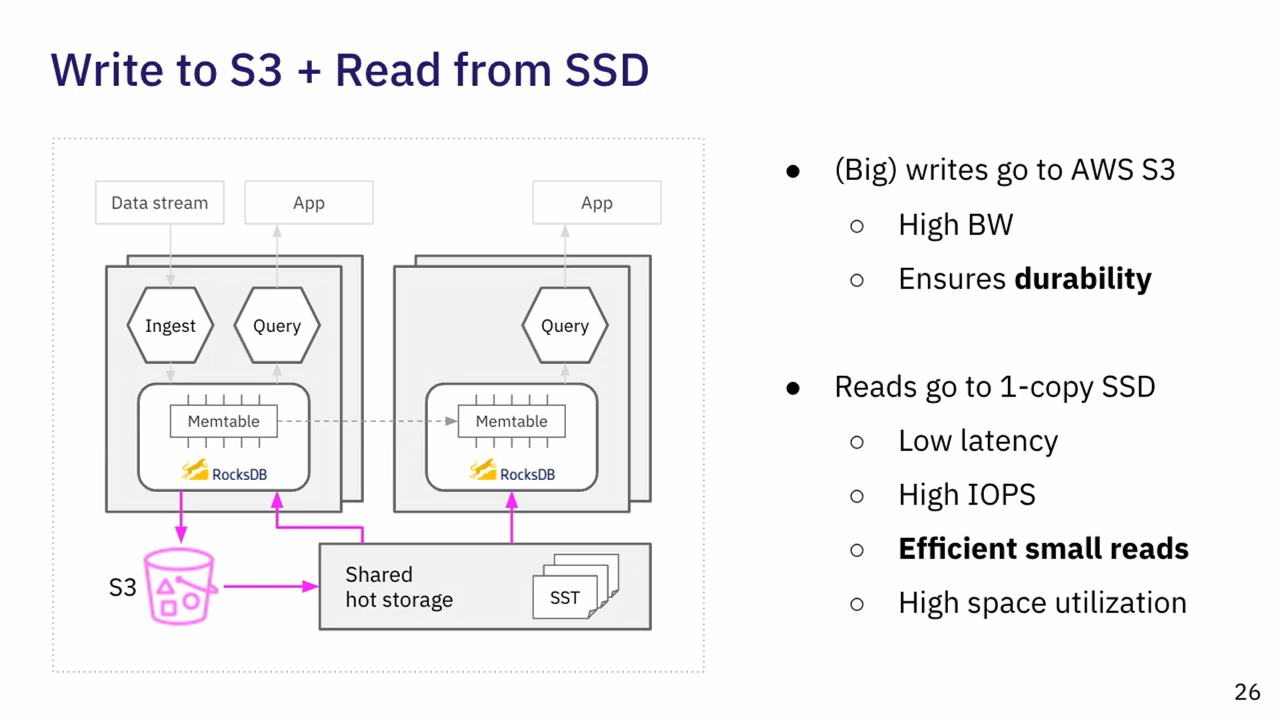 Write to S3 + Read from SSD
Data stream
App
App
Ingest
Query
Query
Memtable
Memtable
RocksDB
RocksDB
S3
Shared
hot storage
SST
● (Big) writes go to AWS S3
○ High BW
○ Ensures durability
● Reads go to 1-copy SSD
○ Low latency
○ High IOPS
○ Efficient small reads
○ High space utilization
26